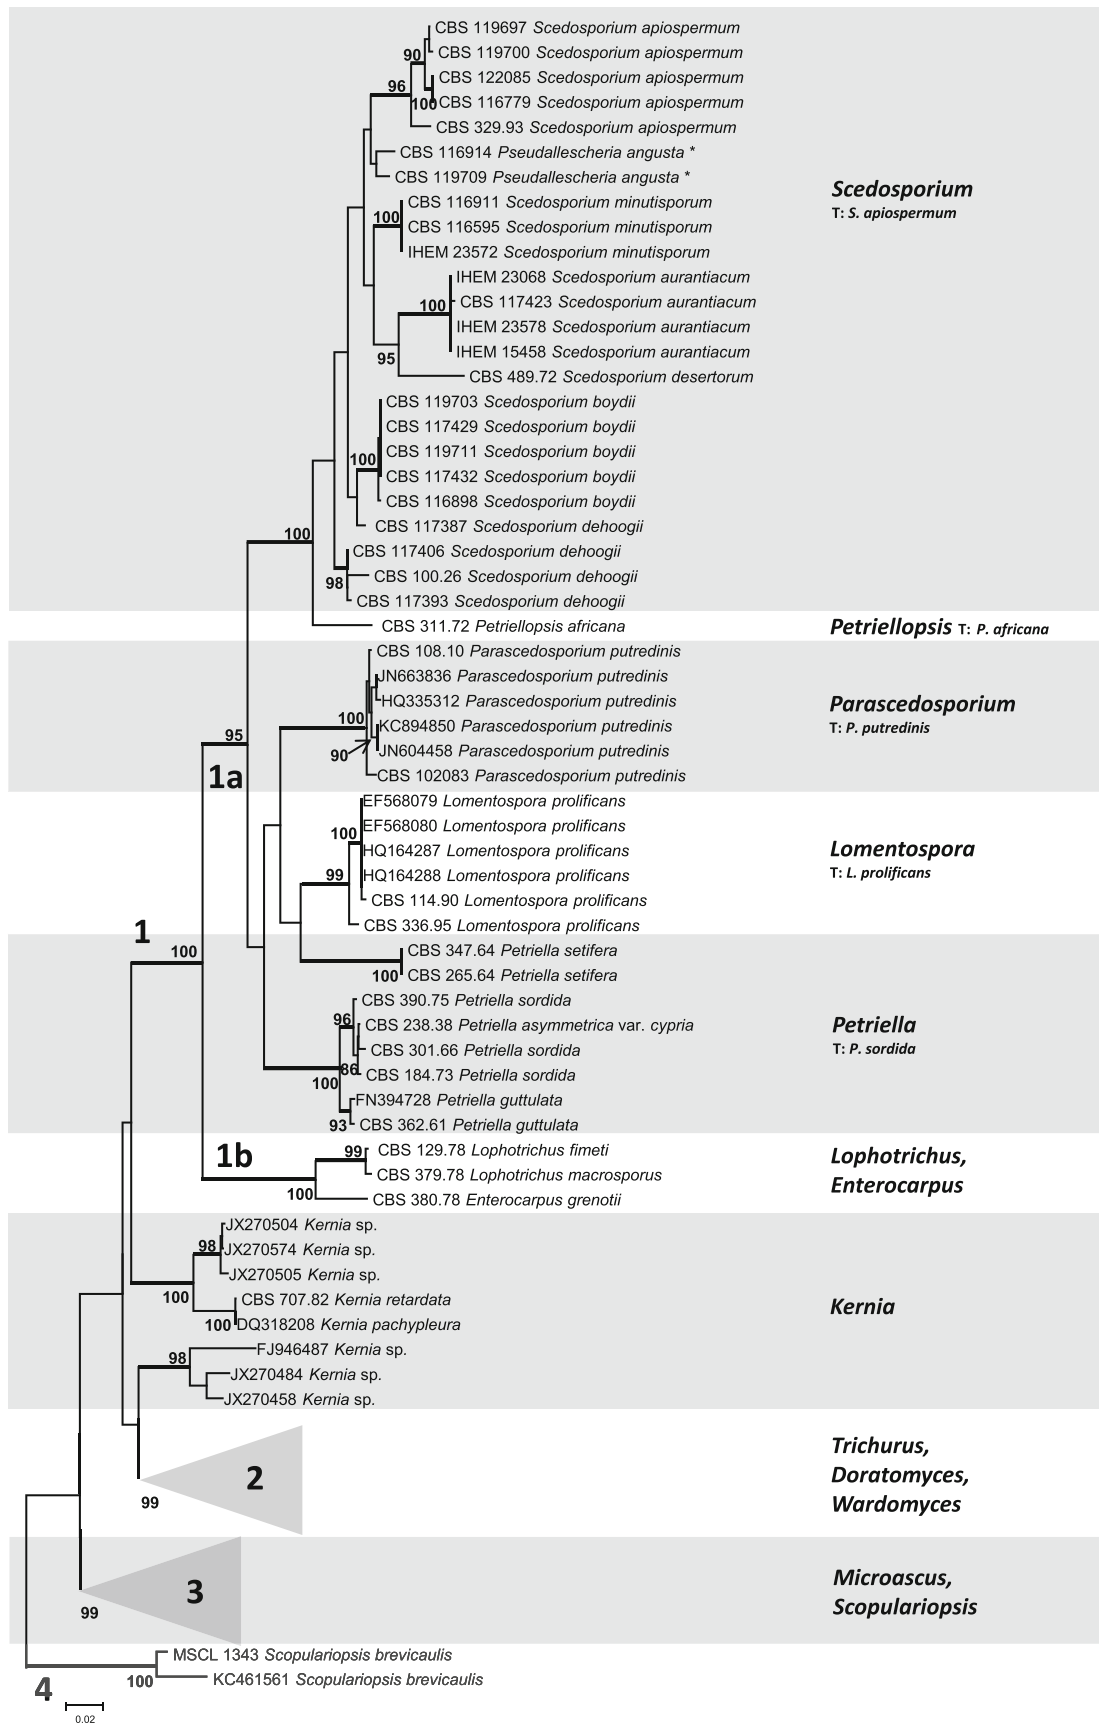 CBS 119697 Scedosporium apiospermum
90
CBS 119700 Scedosporium apiospermum
CBS 122085 Scedosporium apiospermum
96
100
CBS 116779 Scedosporium apiospermum
CBS 329.93 Scedosporium apiospermum
CBS 116914 Pseudallescheria angusta *
CBS 119709 Pseudallescheria angusta *
Scedosporium
T: S. apiospermum
CBS 116911 Scedosporium minutisporum
100
CBS 116595 Scedosporium minutisporum
IHEM 23572 Scedosporium minutisporum
IHEM 23068 Scedosporium aurantiacum
100
CBS 117423 Scedosporium aurantiacum
IHEM 23578 Scedosporium aurantiacum
IHEM 15458 Scedosporium aurantiacum
95
CBS 489.72 Scedosporium desertorum
CBS 119703 Scedosporium boydii
CBS 117429 Scedosporium boydii
CBS 119711 Scedosporium boydii
100
CBS 117432 Scedosporium boydii
CBS 116898 Scedosporium boydii
CBS 117387 Scedosporium dehoogii
100
CBS 117406 Scedosporium dehoogii
98
CBS 100.26 Scedosporium dehoogii
CBS 117393 Scedosporium dehoogii
CBS 311.72 Petriellopsis africana
Petriellopsis T: P. africana
CBS 108.10 Parascedosporium putredinis
JN663836 Parascedosporium putredinis
HQ335312 Parascedosporium putredinis
Parascedosporium
T: P. putredinis
100
KC894850 Parascedosporium putredinis
90
JN604458 Parascedosporium putredinis
CBS 102083 Parascedosporium putredinis
95
1a
EF568079 Lomentospora prolificans
EF568080 Lomentospora prolificans
100
HQ164287 Lomentospora prolificans
Lomentospora
T: L. prolificans
99
HQ164288 Lomentospora prolificans
CBS 114.90 Lomentospora prolificans
CBS 336.95 Lomentospora prolificans
1
100
CBS 347.64 Petriella setifera
100
CBS 265.64 Petriella setifera
CBS 390.75 Petriella sordida
96
CBS 238.38 Petriella asymmetrica var. cypria
Petriella
T: P. sordida
CBS 301.66 Petriella sordida
86
CBS 184.73 Petriella sordida
100
FN394728 Petriella guttulata
93
CBS 362.61 Petriella guttulata
1b
99
CBS 129.78 Lophotrichus fimeti
CBS 379.78 Lophotrichus macrosporus
100
CBS 380.78 Enterocarpus grenotii
Lophotrichus,
Enterocarpus
JX270504 Kernia sp.
98
JX270574 Kernia sp.
JX270505 Kernia sp.
100
CBS 707.82 Kernia retardata
100
DQ318208 Kernia pachypleura
Kernia
98
FJ946487 Kernia sp.
JX270484 Kernia sp.
JX270458 Kernia sp.
2
99
Trichurus,
Doratomyces,
Wardomyces
3
99
Microascus,
Scopulariopsis
MSCL 1343 Scopulariopsis brevicaulis
100
KC461561 Scopulariopsis brevicaulis
4
0.02